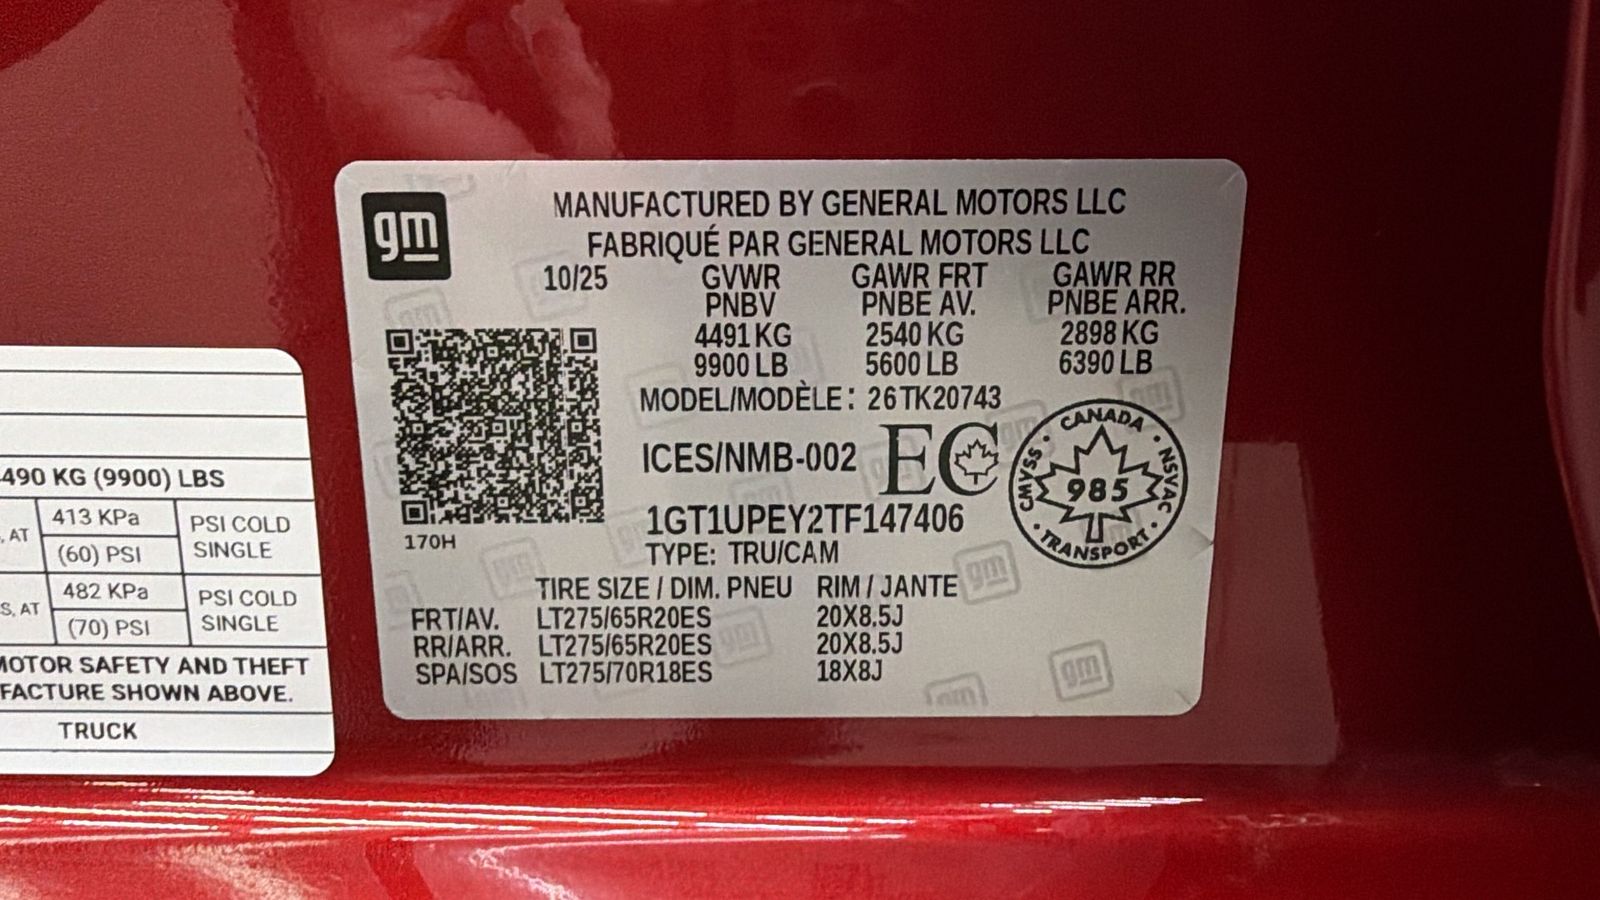 gm
MANUFACTURED BY GENERAL MOTORS LLC
FABRIQUÉ PAR GENERAL MOTORS LLC
10/25 GVWR GAWR FRT GAWR RR
PNBV PNBE AV. PNBE ARR.
4491 KG 2540 KG 2898 KG
9900 LB 5600 LB 6390 LB
MODEL/MODÈLE: 26TK20743
ICES/NMB-002 EC
CANADA
CMVSS 985 NSVAC
TRANSPORT
1GT1UPEY2TF147406
170H
TYPE: TRU/CAM
TIRE SIZE / DIM. PNEU RIM / JANTE
FRT/AV. LT275/65R20ES 20X8.5J
RR/ARR. LT275/65R20ES 20X8.5J
SPA/SOS LT275/70R18ES 18X8J
490 KG (9900) LBS
, AT 413 KPa PSI COLD
(60) PSI SINGLE
S, AT 482 KPa PSI COLD
(70) PSI SINGLE
MOTOR SAFETY AND THEFT
FACTURE SHOWN ABOVE.
TRUCK